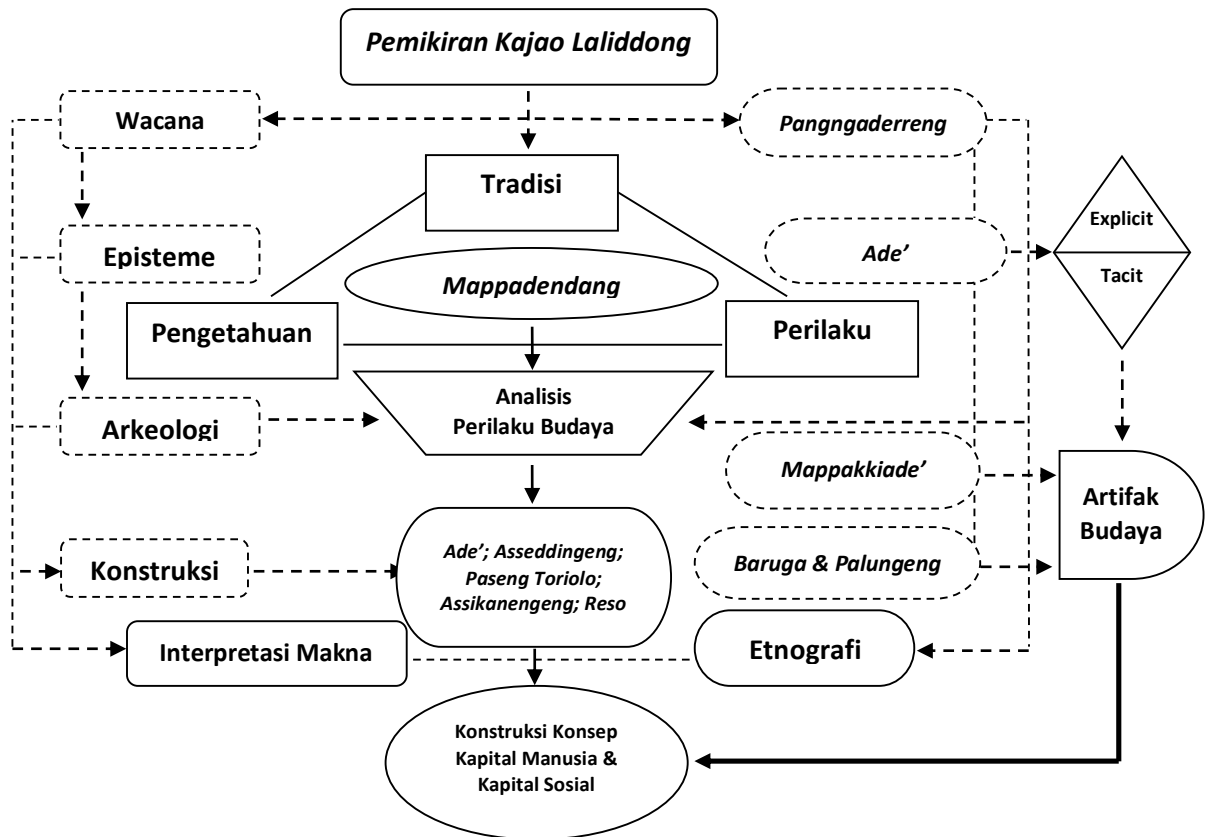 Pemikiran Kajao Laliddong
Wacana
Pangngaderreng
Tradisi
Explicit
Tacit
Episteme
Ade’
Mappadendang
Pengetahuan
Perilaku
Analisis
Perilaku Budaya
Arkeologi
Mappakkiade’
Artifak
Budaya
Konstruksi
Ade’; Asseddingeng;
Paseng Toriolo;
Assikanengeng; Reso
Baruga & Palungeng
Interpretasi Makna
Etnografi
Konstruksi Konsep
Kapital Manusia &
Kapital Sosial